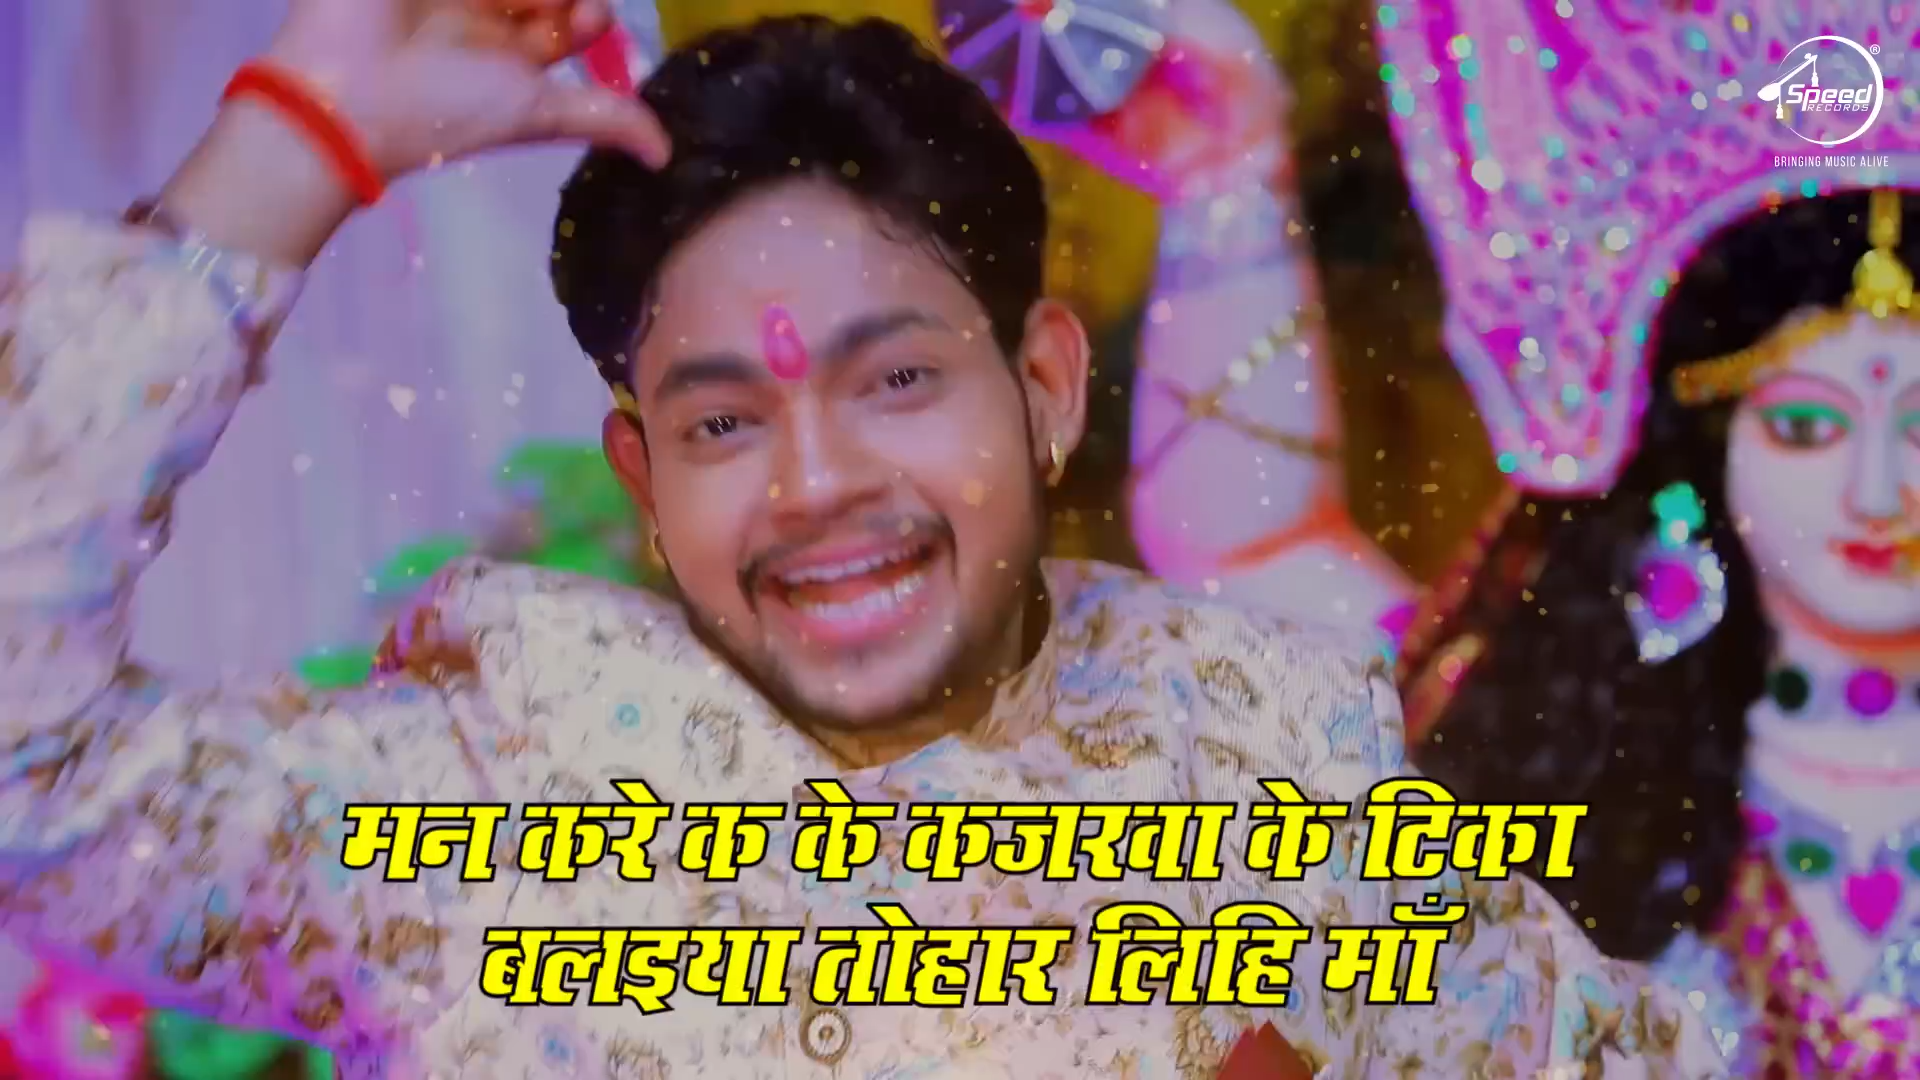 Speed
RECORDS
®
BRINGING MUSIC ALIVE
मन करे क के कजरवा के टिका
बलइया तोहार लिहि माँ